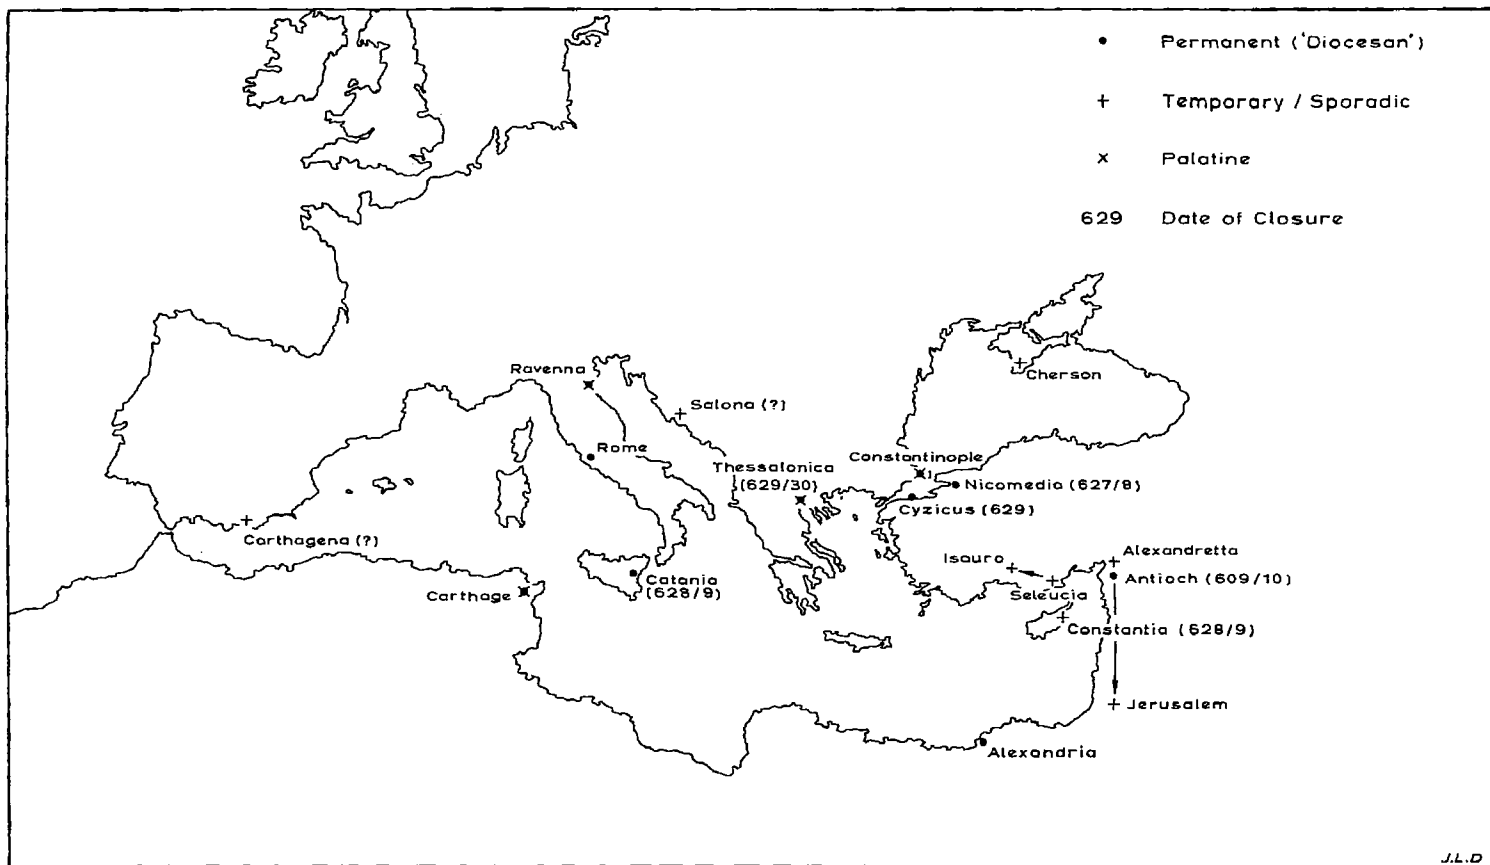 Permanent ('Diocesan')
Temporary / Sporadic
Palatine
629 Date of Closure
Ravenna
Cherson
Salona (?)
Rome
Constantinople
Thessalonica
(629/30)
Nicomedia (627/8)
Cyzicus (629)
Carthagena (?)
Isauro
Alexandretta
Antioch (609/10)
Catania
(628/9)
Carthage
Seleucia
Constantia (628/9)
Jerusalem
Alexandria
J.L.D